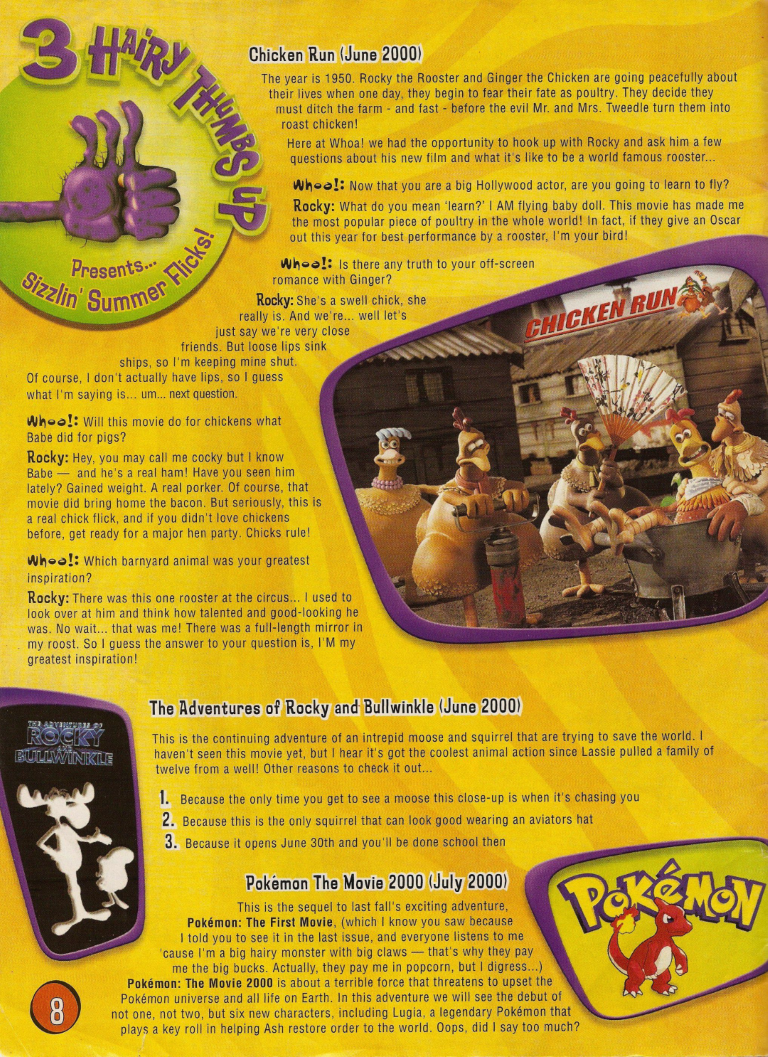 3 HAIRY THUMBS UP
Presents...
Sizzlin' Summer Flicks!
Chicken Run (June 2000)
The year is 1950. Rocky the Rooster and Ginger the Chicken are going peacefully about
their lives when one day, they begin to fear their fate as poultry. They decide they
must ditch the farm - and fast - before the evil Mr. and Mrs. Tweedle turn them into
roast chicken!
Here at Whoa! we had the opportunity to hook up with Rocky and ask him a few
questions about his new film and what it's like to be a world famous rooster...
Whoa!: Now that you are a big Hollywood actor, are you going to learn to fly?
Rocky: What do you mean 'learn?' I AM flying baby doll. This movie has made me
the most popular piece of poultry in the whole world! In fact, if they give an Oscar
out this year for best performance by a rooster, I'm your bird!
Whoa!: Is there any truth to your off-screen
romance with Ginger?
Rocky: She's a swell chick, she
really is. And we're... well let's
just say we're very close
friends. But loose lips sink
ships, so I'm keeping mine shut.
Of course, I don't actually have lips, so I guess
what I'm saying is... um... next question.
Whoa!: Will this movie do for chickens what
Babe did for pigs?
Rocky: Hey, you may call me cocky but I know
Babe — and he's a real ham! Have you seen him
lately? Gained weight. A real porker. Of course, that
movie did bring home the bacon. But seriously, this is
a real chick flick, and if you didn't love chickens
before, get ready for a major hen party. Chicks rule!
Whoa!: Which barnyard animal was your greatest
inspiration?
Rocky: There was this one rooster at the circus... I used to
look over at him and think how talented and good-looking he
was. No wait... that was me! There was a full-length mirror in
my roost. So I guess the answer to your question is, I'M my
greatest inspiration!
CHICKEN RUN
THE ADVENTURES OF
ROCKY
AND
BULLWINKLE
The Adventures of Rocky and Bullwinkle (June 2000)
This is the continuing adventure of an intrepid moose and squirrel that are trying to save the world. I
haven't seen this movie yet, but I hear it's got the coolest animal action since Lassie pulled a family of
twelve from a well! Other reasons to check it out...
1. Because the only time you get to see a moose this close-up is when it's chasing you
2. Because this is the only squirrel that can look good wearing an aviators hat
3. Because it opens June 30th and you'll be done school then
Pokémon The Movie 2000 (July 2000)
This is the sequel to last fall's exciting adventure,
Pokémon: The First Movie, (which I know you saw because
I told you to see it in the last issue, and everyone listens to me
'cause I'm a big hairy monster with big claws — that's why they pay
me the big bucks. Actually, they pay me in popcorn, but I digress...)
Pokémon: The Movie 2000 is about a terrible force that threatens to upset the
Pokémon universe and all life on Earth. In this adventure we will see the debut of
not one, not two, but six new characters, including Lugia, a legendary Pokémon that
plays a key roll in helping Ash restore order to the world. Oops, did I say too much?
POKéMON
8